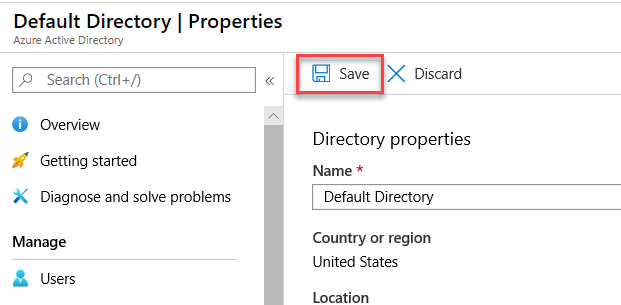 Default Directory | Properties
Azure Active Directory
Search (Ctrl+/)
«
Save
Discard
Overview
Getting started
Diagnose and solve problems
Manage
Users
Directory properties
Name *
Default Directory
Country or region
United States
Location